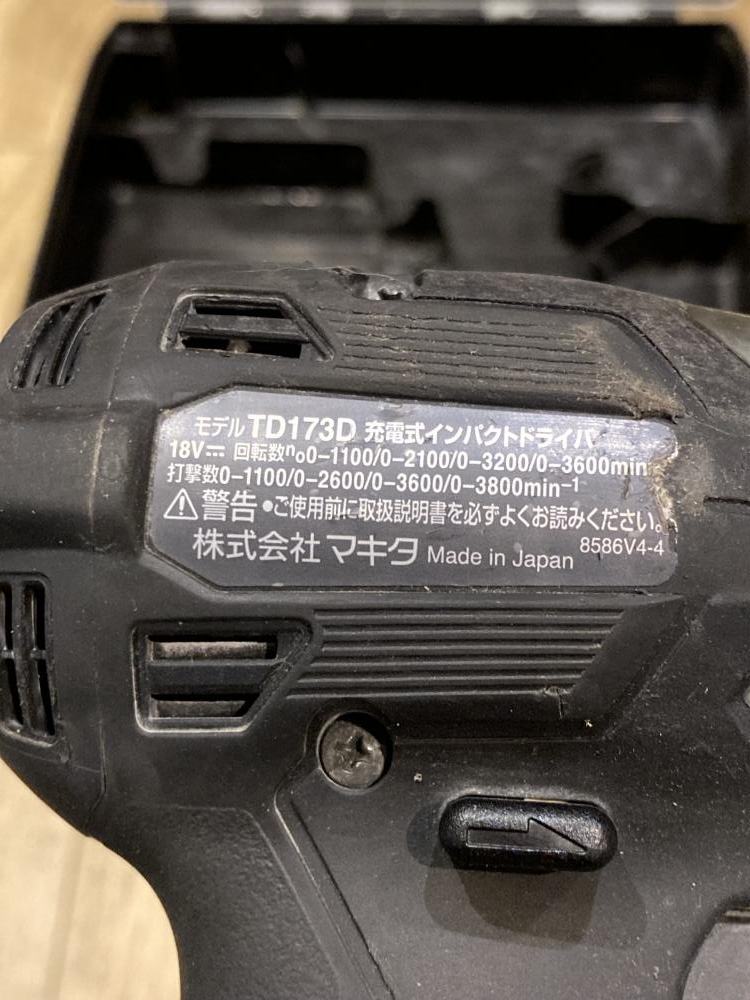 モデル TD173D 充電式インパクトドライバ
18V⎓ 回転数n₀0-1100/0-2100/0-3200/0-3600min
打撃数0-1100/0-2600/0-3600/0-3800min⁻¹
⚠警告 ●ご使用前に取扱説明書を必ずよくお読みください。
8586V4-4
株式会社 マキタ Made in Japan